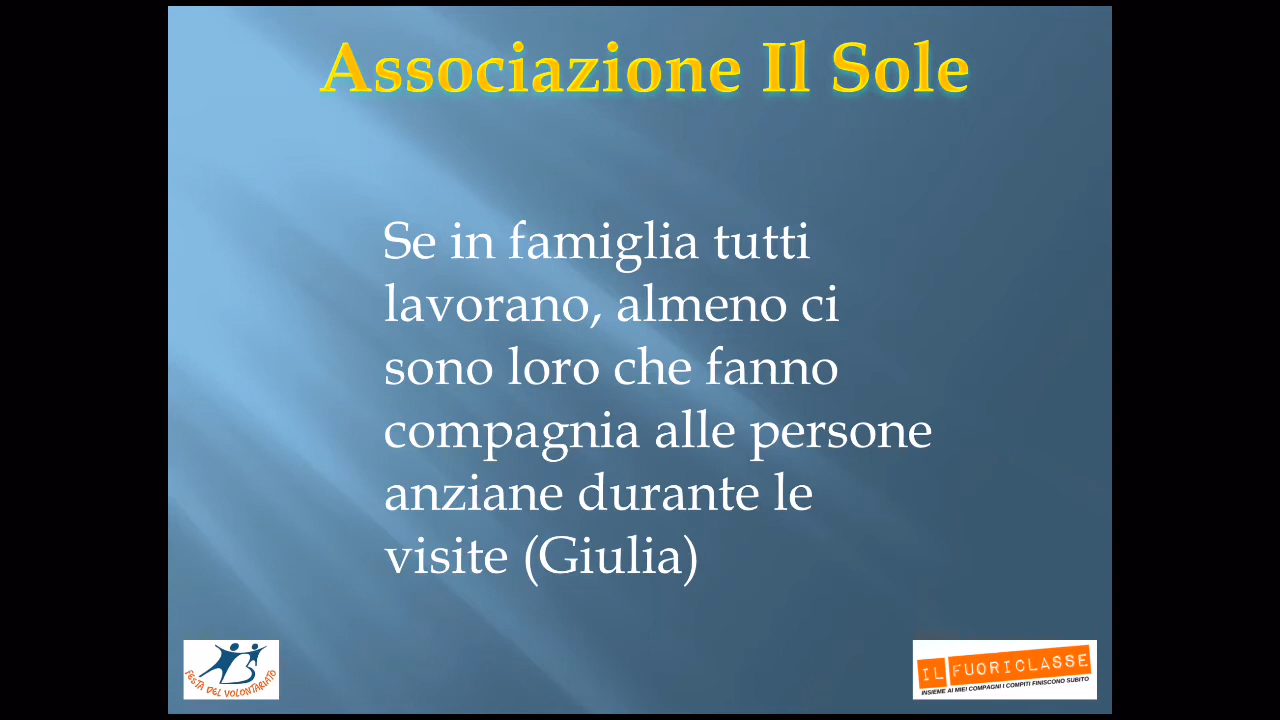 Associazione Il Sole
Se in famiglia tutti
lavorano, almeno ci
sono loro che fanno
compagnia alle persone
anziane durante le
visite (Giulia)
FESTA DEL VOLONTARIATO
IL FUORICLASSE
INSIEME AI MIEI COMPAGNI I COMPITI FINISCONO SUBITO